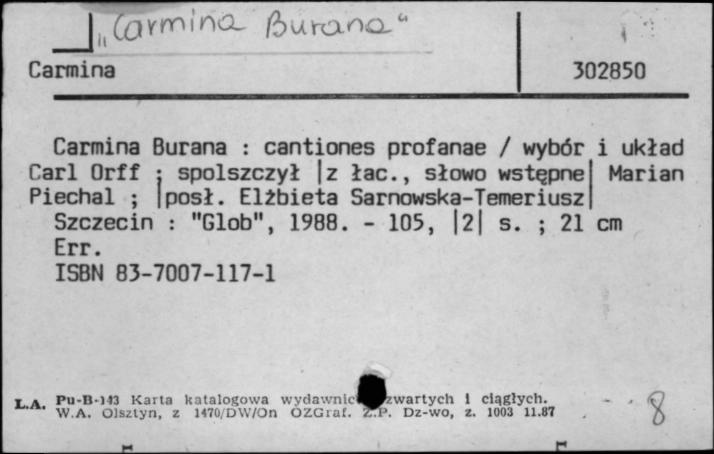 „Carmina Burana“
Carmina 302850
Carmina Burana : cantiones profanae / wybór i układ
Carl Orff ; spolszczył |z łac., słowo wstępne| Marian
Piechal ; |posł. Elżbieta Sarnowska-Temeriusz|
Szczecin : "Glob", 1988. - 105, |2| s. ; 21 cm
Err.
ISBN 83-7007-117-1
L.A. Pu-B-143 Karta katalogowa zwartych i ciągłych.
W.A. Olsztyn, z 1470/DW/On OZGraf. Z.P. Dz-wo, z. 1003 11.87
8